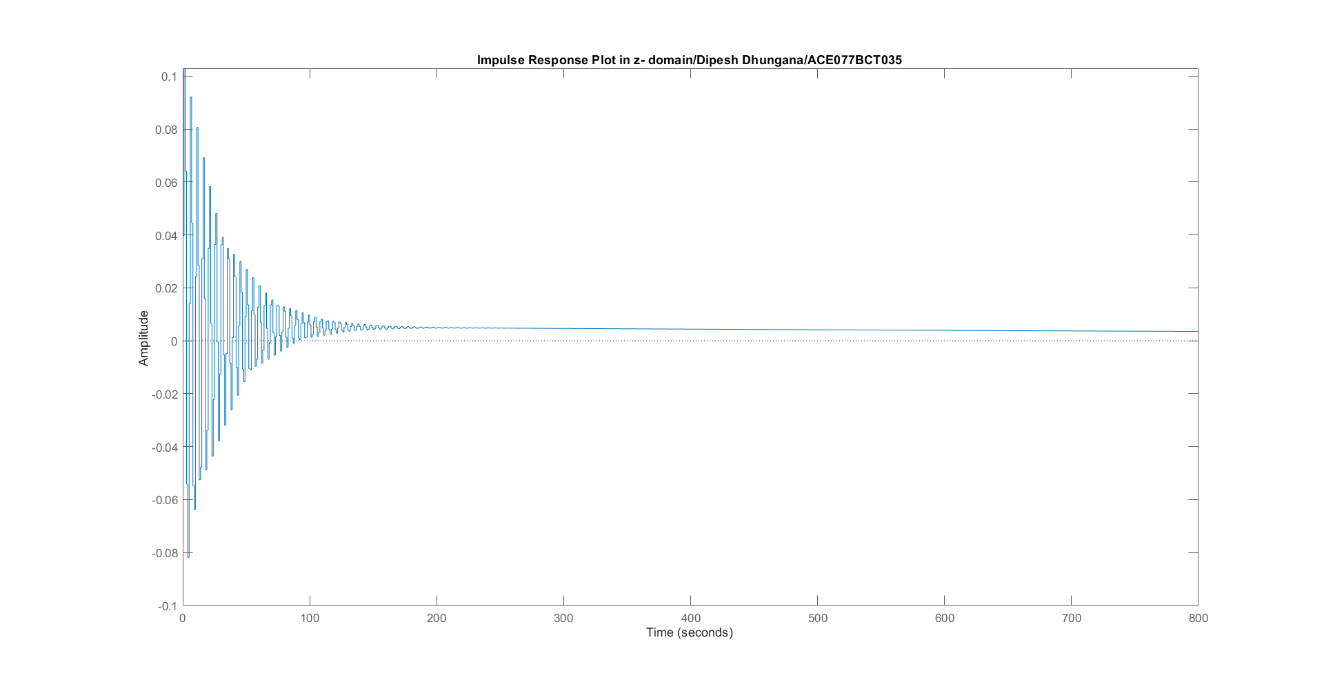 Impulse Response Plot in z- domain/Dipesh Dhungana/ACE077BCT035
0.1
0.08
0.06
0.04
0.02
0
-0.02
-0.04
-0.06
-0.08
-0.1
Amplitude
0 100 200 300 400 500 600 700 800
Time (seconds)